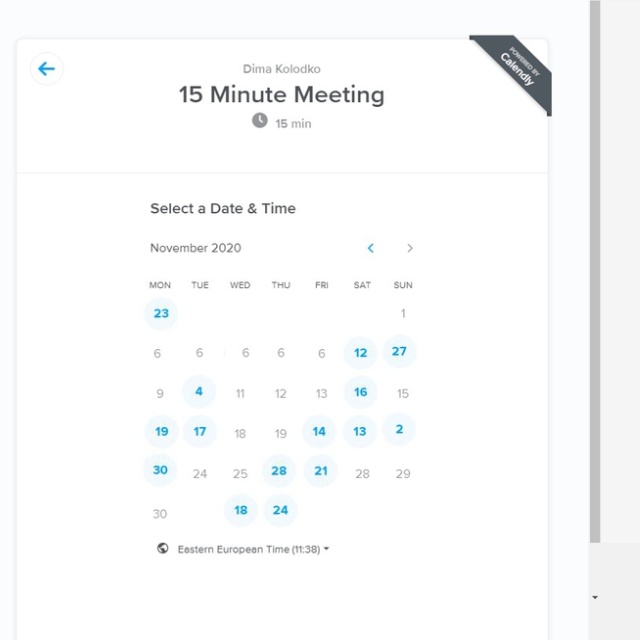 POWERED BY
Calendly
Dima Kolodko
15 Minute Meeting
15 min
Select a Date & Time
November 2020
MON TUE WED THU FRI SAT SUN
23 1
6 6 6 6 6 12 27
9 4 11 12 13 16 15
19 17 18 19 14 13 2
30 24 25 28 21 28 29
30 18 24
Eastern European Time (11:38)